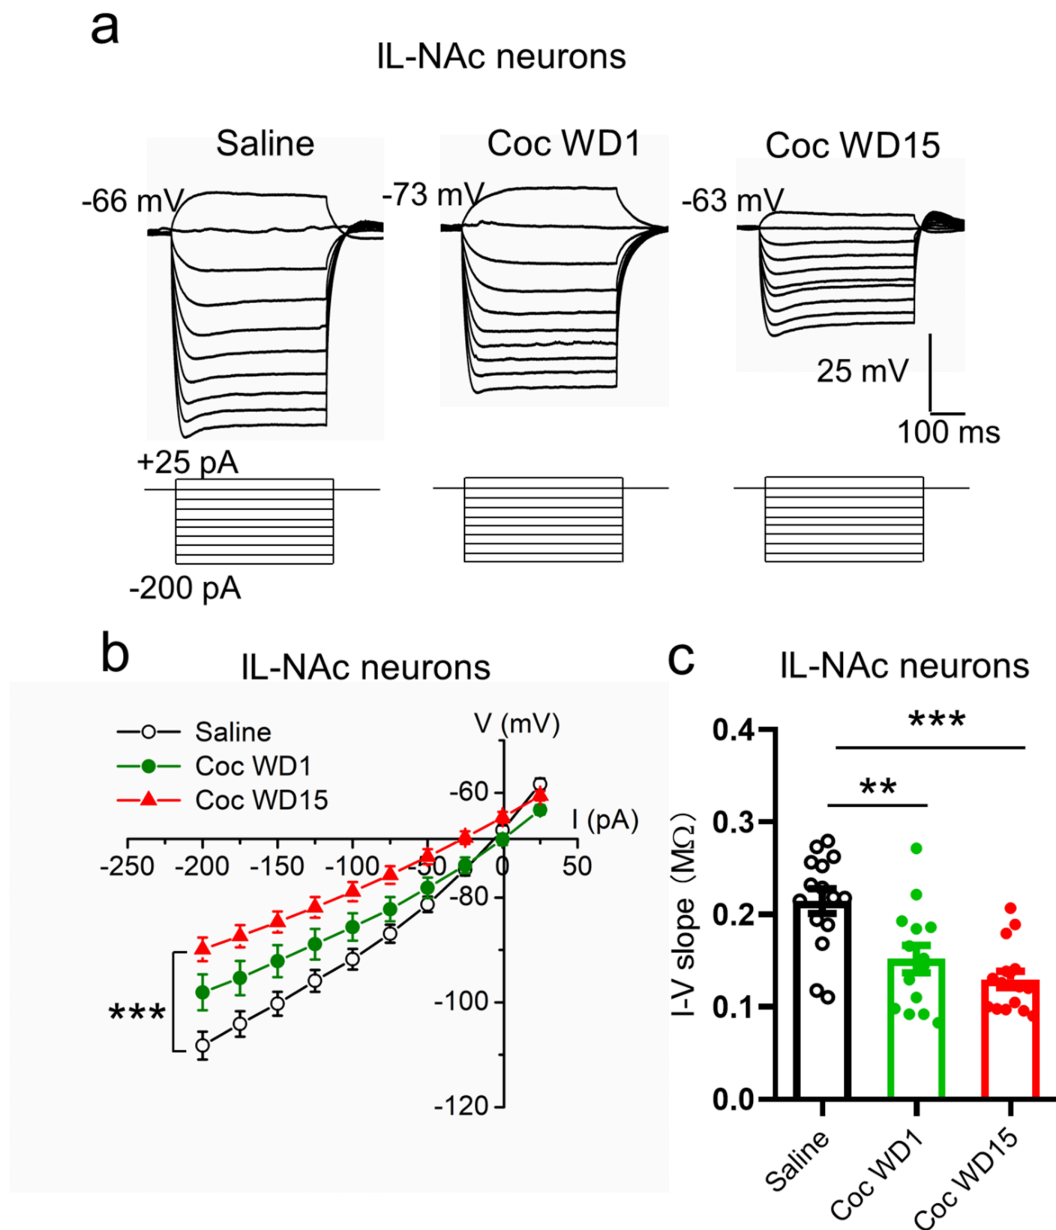 a
IL-NAc neurons
Saline
Coc WD1
Coc WD15
-66 mV
-73 mV
-63 mV
25 mV
100 ms
+25 pA
-200 pA
b
IL-NAc neurons
Saline
Coc WD1
Coc WD15
V (mV)
-60
I (pA)
-250 -200 -150 -100 -50 0 50
-80
-100
-120
***
c
IL-NAc neurons
***
**
I-V slope (MΩ)
0.4
0.3
0.2
0.1
0.0
Saline
Coc WD1
Coc WD15